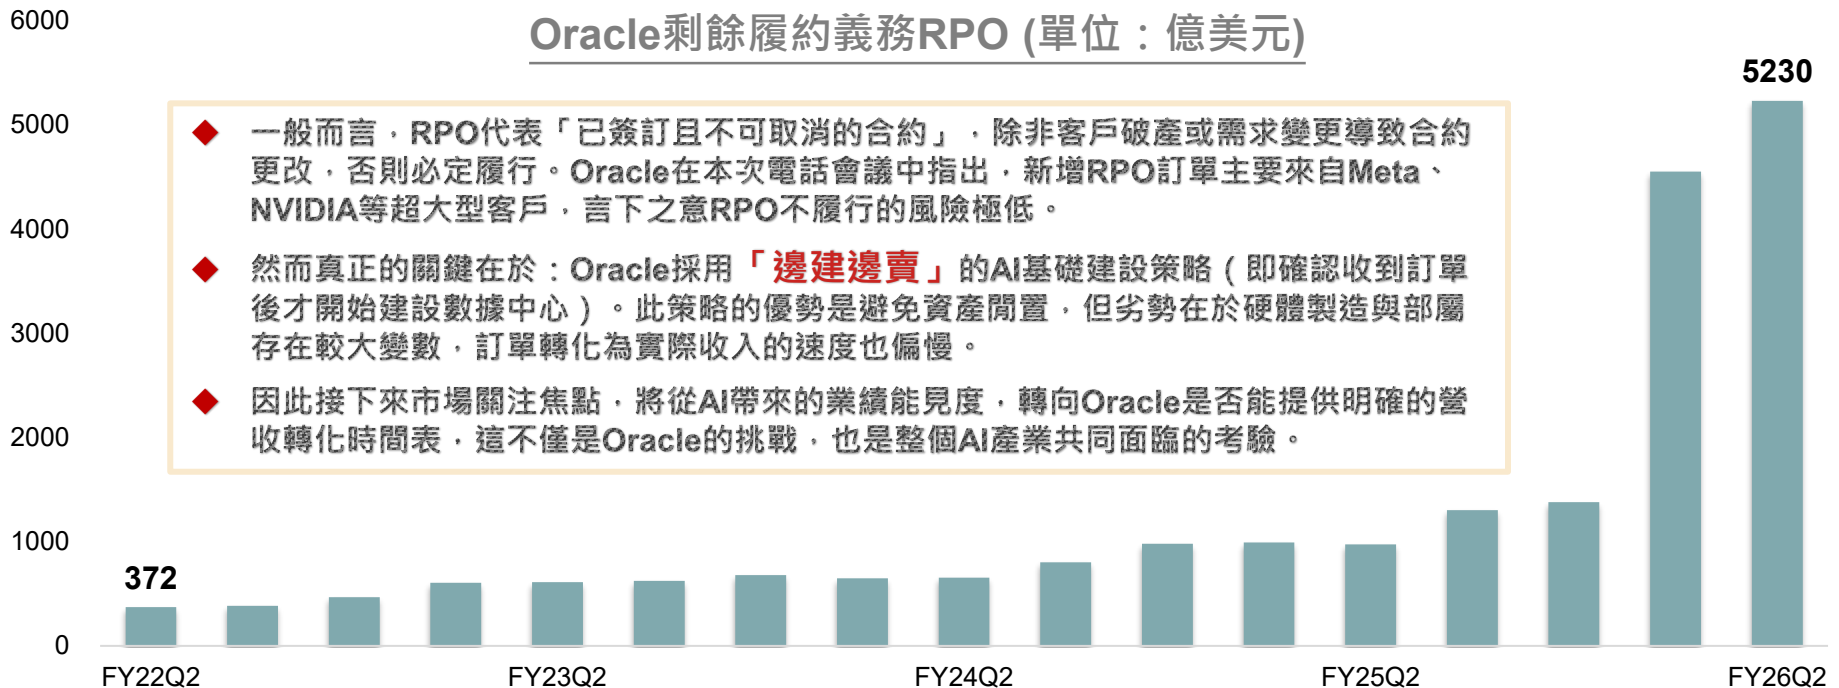 Oracle剩餘履約義務RPO (單位：億美元)
6000
5000
4000
3000
2000
1000
0
一般而言，RPO代表「已簽訂且不可取消的合約」，除非客戶破產或需求變更導致合約
更改，否則必定履行。Oracle在本次電話會議中指出，新增RPO訂單主要來自Meta、
NVIDIA等超大型客戶，言下之意RPO不履行的風險極低。
然而真正的關鍵在於：Oracle採用「邊建邊賣」的AI基礎建設策略（即確認收到訂單
後才開始建設數據中心）。此策略的優勢是避免資產閒置，但劣勢在於硬體製造與部屬
存在較大變數，訂單轉化為實際收入的速度也偏慢。
因此接下來市場關注焦點，將從AI帶來的業績能見度，轉向Oracle是否能提供明確的營
收轉化時間表，這不僅是Oracle的挑戰，也是整個AI產業共同面臨的考驗。
372
5230
FY22Q2
FY23Q2
FY24Q2
FY25Q2
FY26Q2